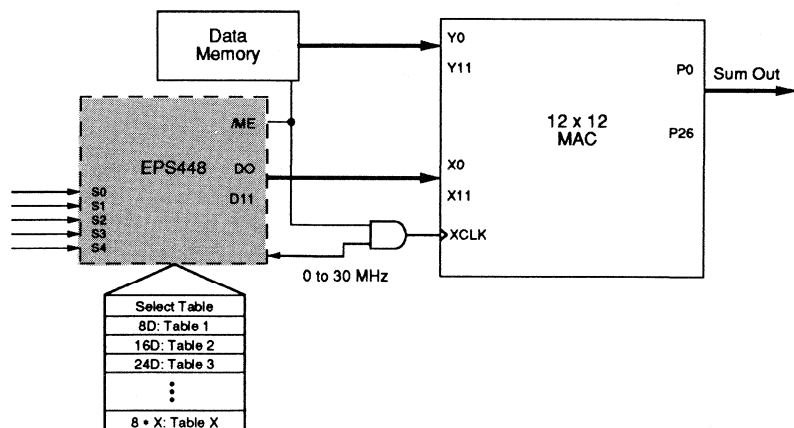 Data
Memory
Y0
Y11
P0
Sum Out
/ME
12 x 12
MAC
P26
EPS448
DO
X0
D11
X11
S0
S1
S2
S3
S4
XCLK
0 to 30 MHz
Select Table
8D: Table 1
16D: Table 2
24D: Table 3
8 • X: Table X